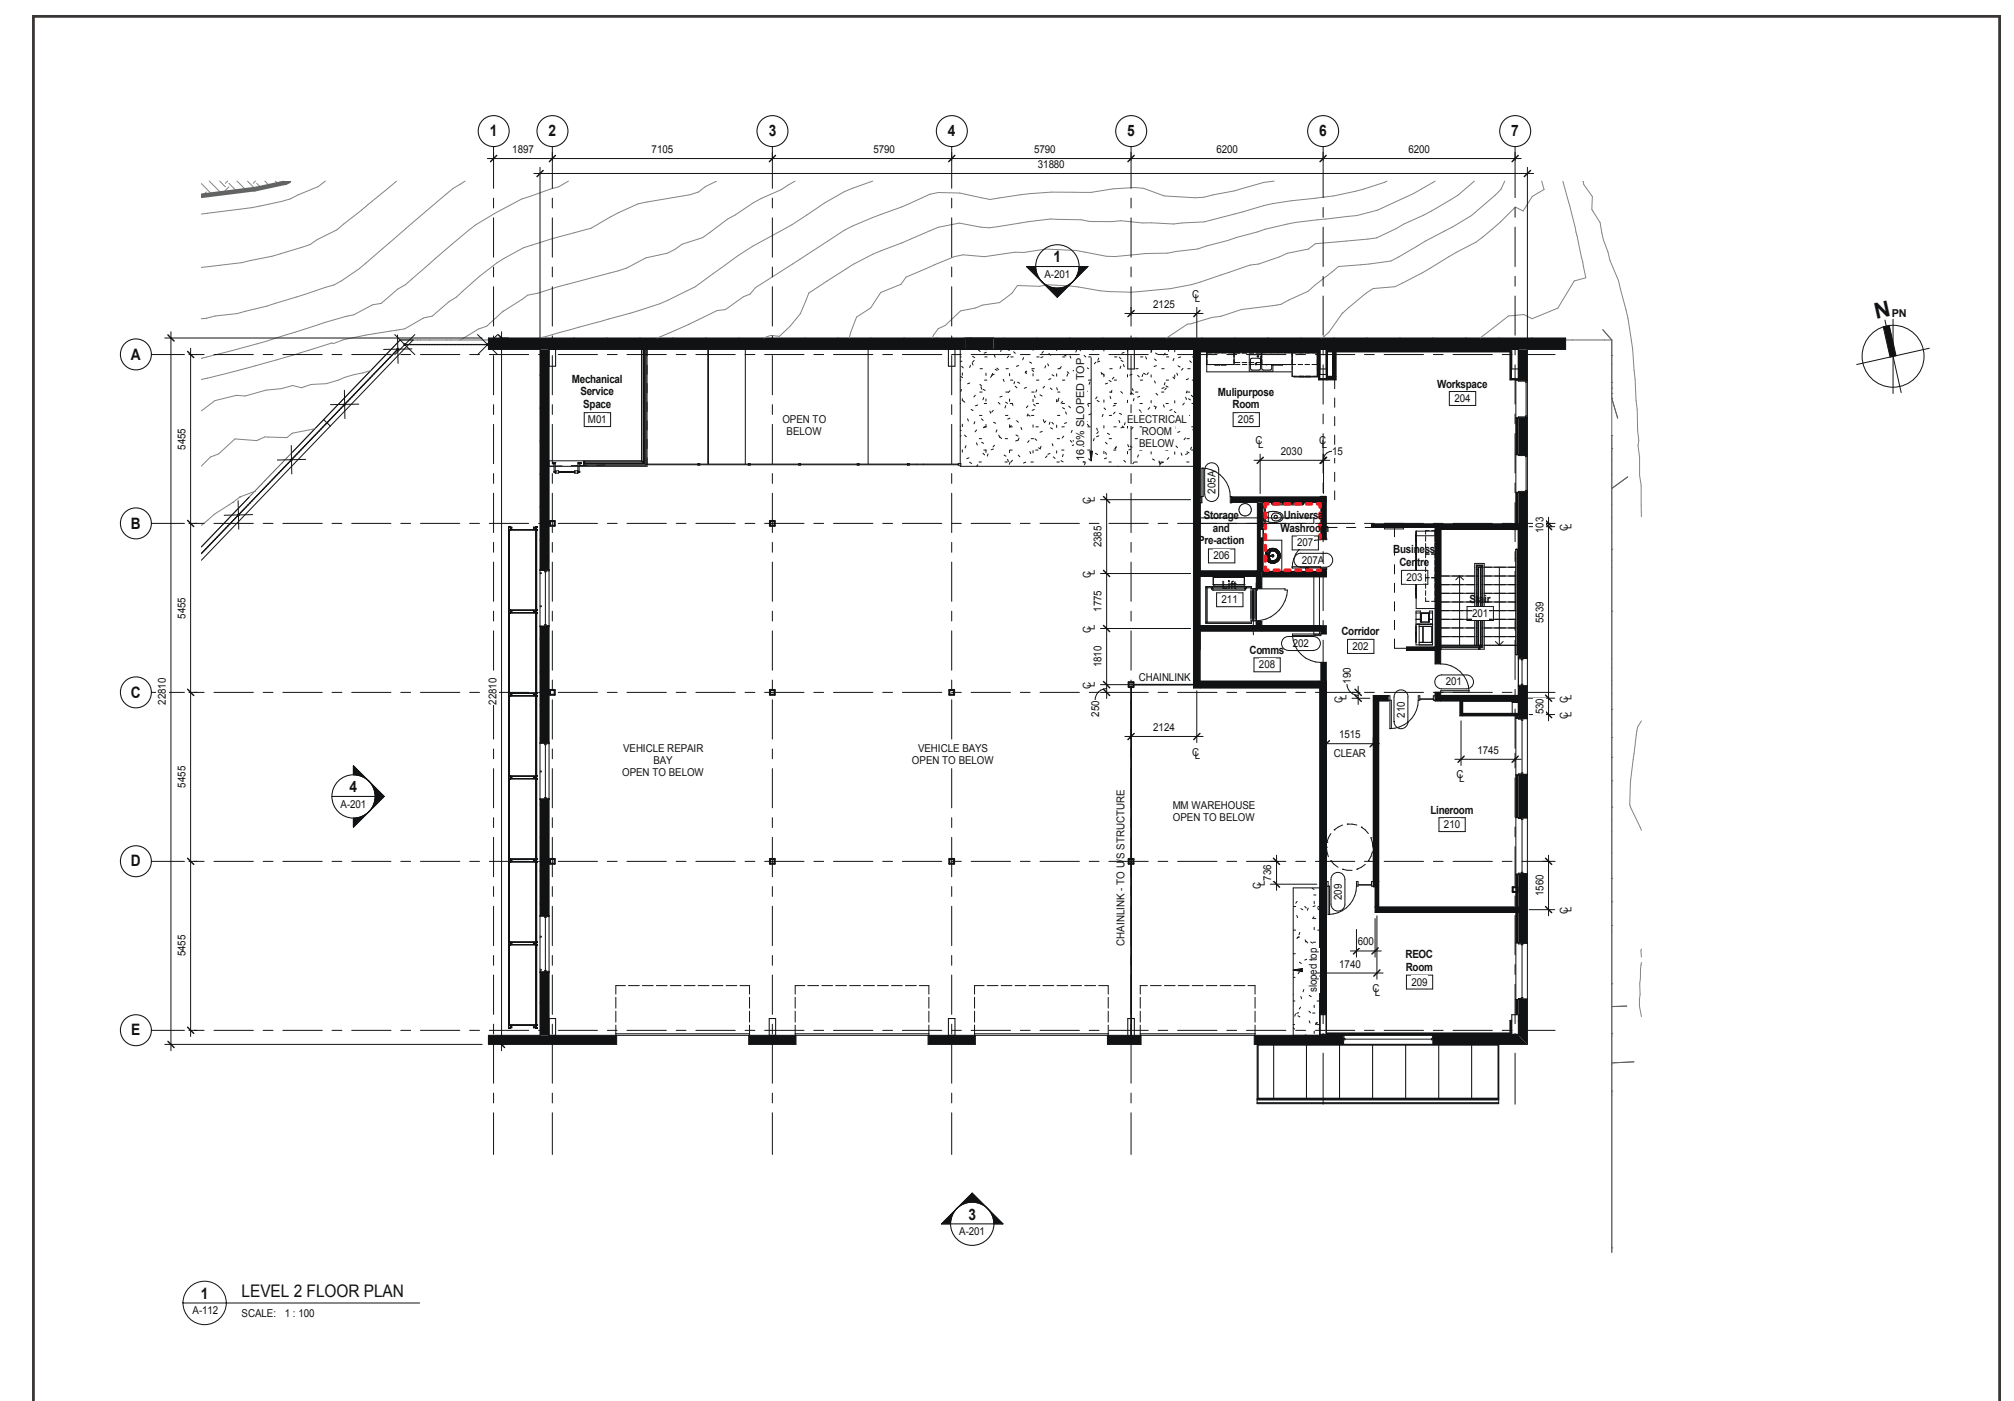 1
2
3
4
5
6
7
1897
7105
5790
5790
6200
6200
31880
1
A-201
2125
N
PN
A
B
C
D
E
5455
5455
5455
5455
22810
22810
Mechanical
Service
Space
M01
OPEN TO
BELOW
16.0% SLOPED TOP
ELECTRICAL
ROOM
BELOW
Mulipurpose
Room
205
Workspace
204
2030
15
205A
Storage
and
Pre-action
206
Washroom
207
207A
Business
Centre
203
103
2385
1775
1810
250
Lift
211
Stair
201
5539
Corridor
202
202
Comms
208
190
201
210
530
CHAINLINK
2124
1515
CLEAR
1745
VEHICLE REPAIR
BAY
OPEN TO BELOW
VEHICLE BAYS
OPEN TO BELOW
4
A-201
CHAINLINK - TO U/S STRUCTURE
MM WAREHOUSE
OPEN TO BELOW
Lineroom
210
736
209
1560
600
1740
sloped top
REOC
Room
209
3
A-201
1
A-112
LEVEL 2 FLOOR PLAN
SCALE: 1 : 100